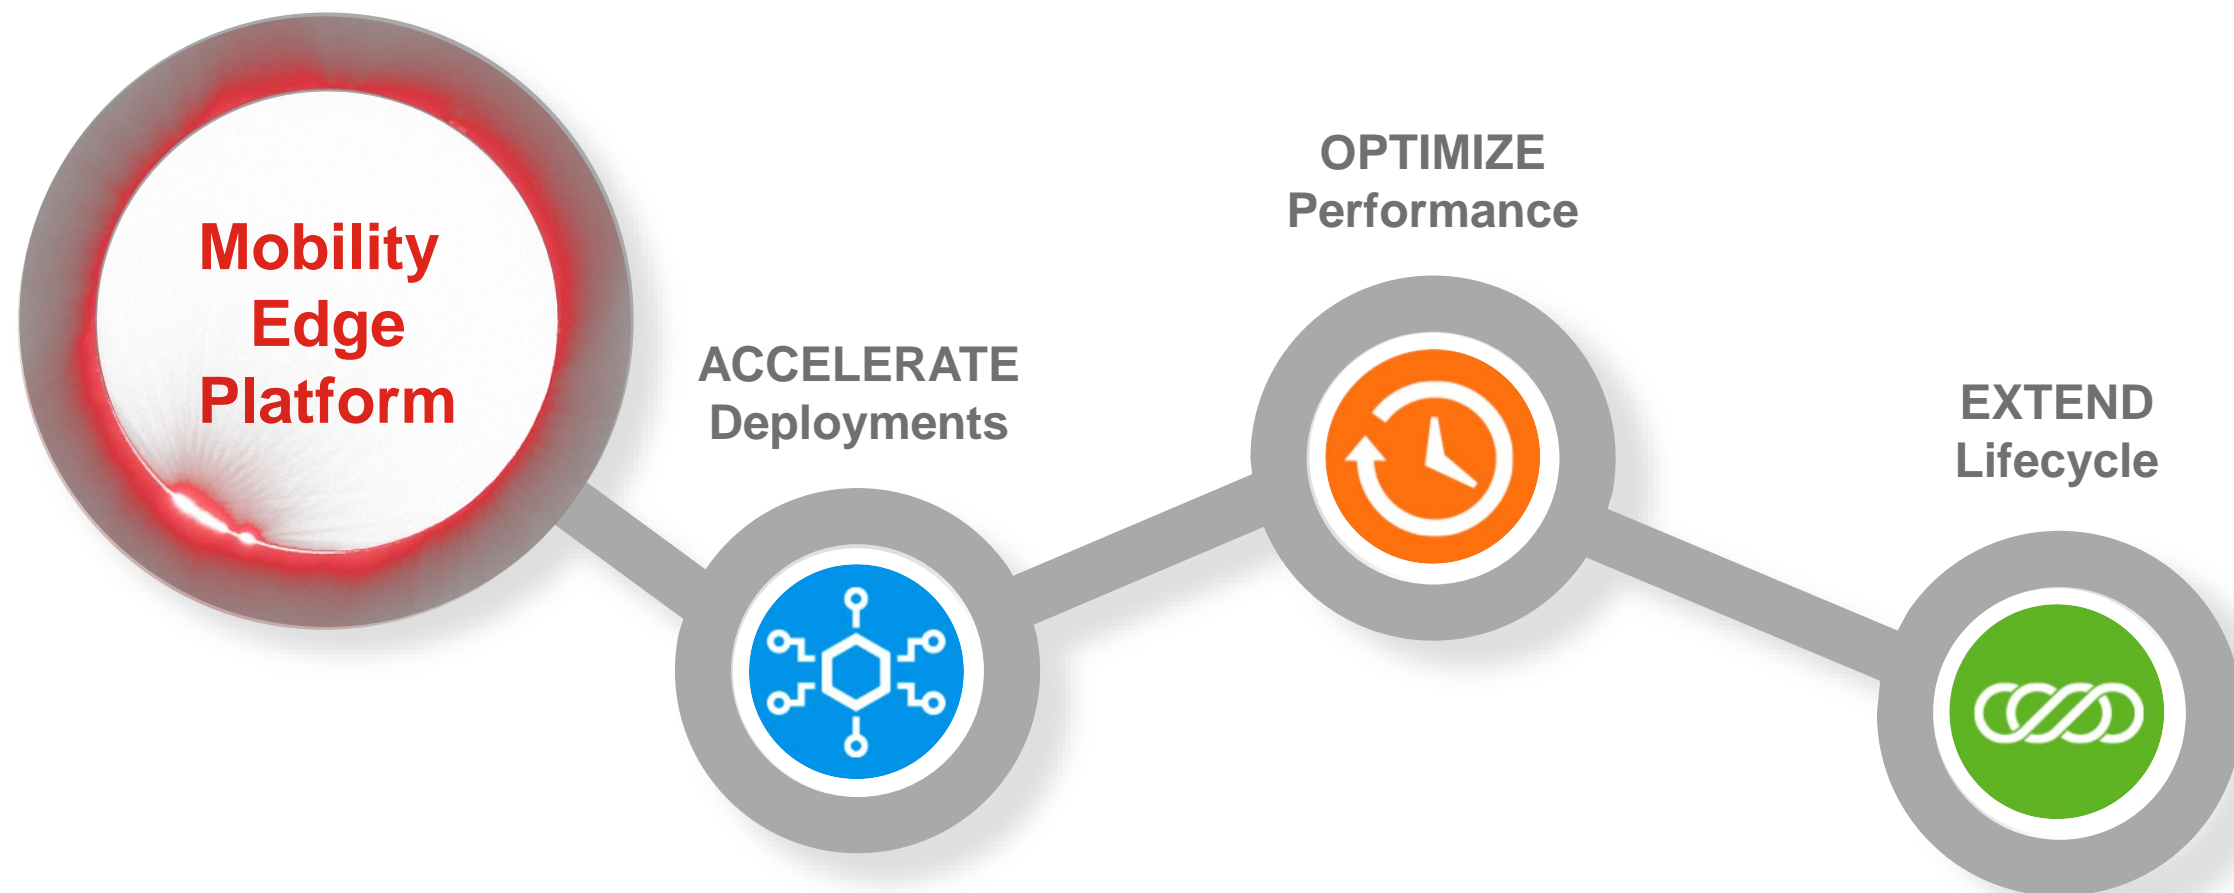 Mobility
Edge
Platform
ACCELERATE
Deployments
OPTIMIZE
Performance
EXTEND
Lifecycle